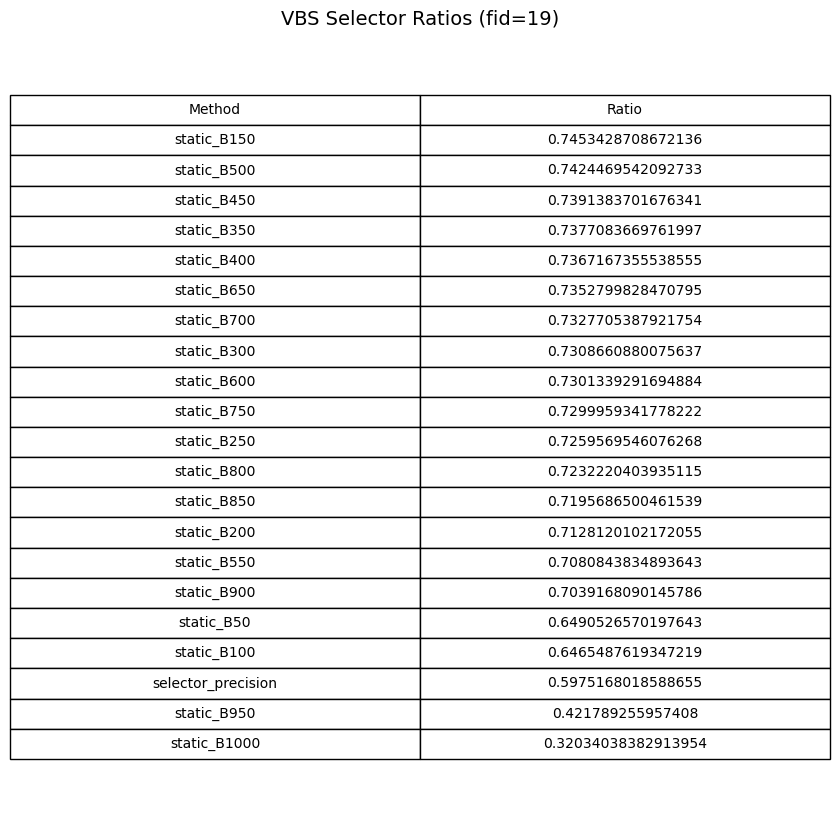 VBS Selector Ratios (fid=19)
Method Ratio
static_B150 0.7453428708672136
static_B500 0.7424469542092733
static_B450 0.7391383701676341
static_B350 0.7377083669761997
static_B400 0.7367167355538555
static_B650 0.7352799828470795
static_B700 0.7327705387921754
static_B300 0.7308660880075637
static_B600 0.7301339291694884
static_B750 0.7299959341778222
static_B250 0.7259569546076268
static_B800 0.7232220403935115
static_B850 0.7195686500461539
static_B200 0.7128120102172055
static_B550 0.7080843834893643
static_B900 0.7039168090145786
static_B50 0.6490526570197643
static_B100 0.6465487619347219
selector_precision 0.5975168018588655
static_B950 0.421789255957408
static_B1000 0.32034038382913954